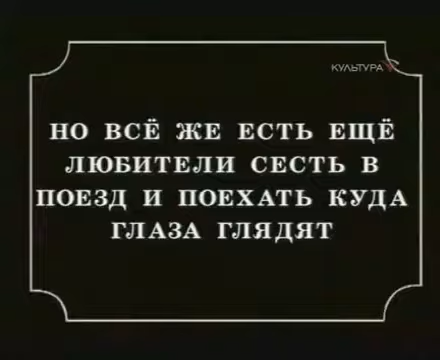 КУЛЬТУРА
НО ВСЁ ЖЕ ЕСТЬ ЕЩЁ
ЛЮБИТЕЛИ СЕСТЬ В
ПОЕЗД И ПОЕХАТЬ КУДА
ГЛАЗА ГЛЯДЯТ